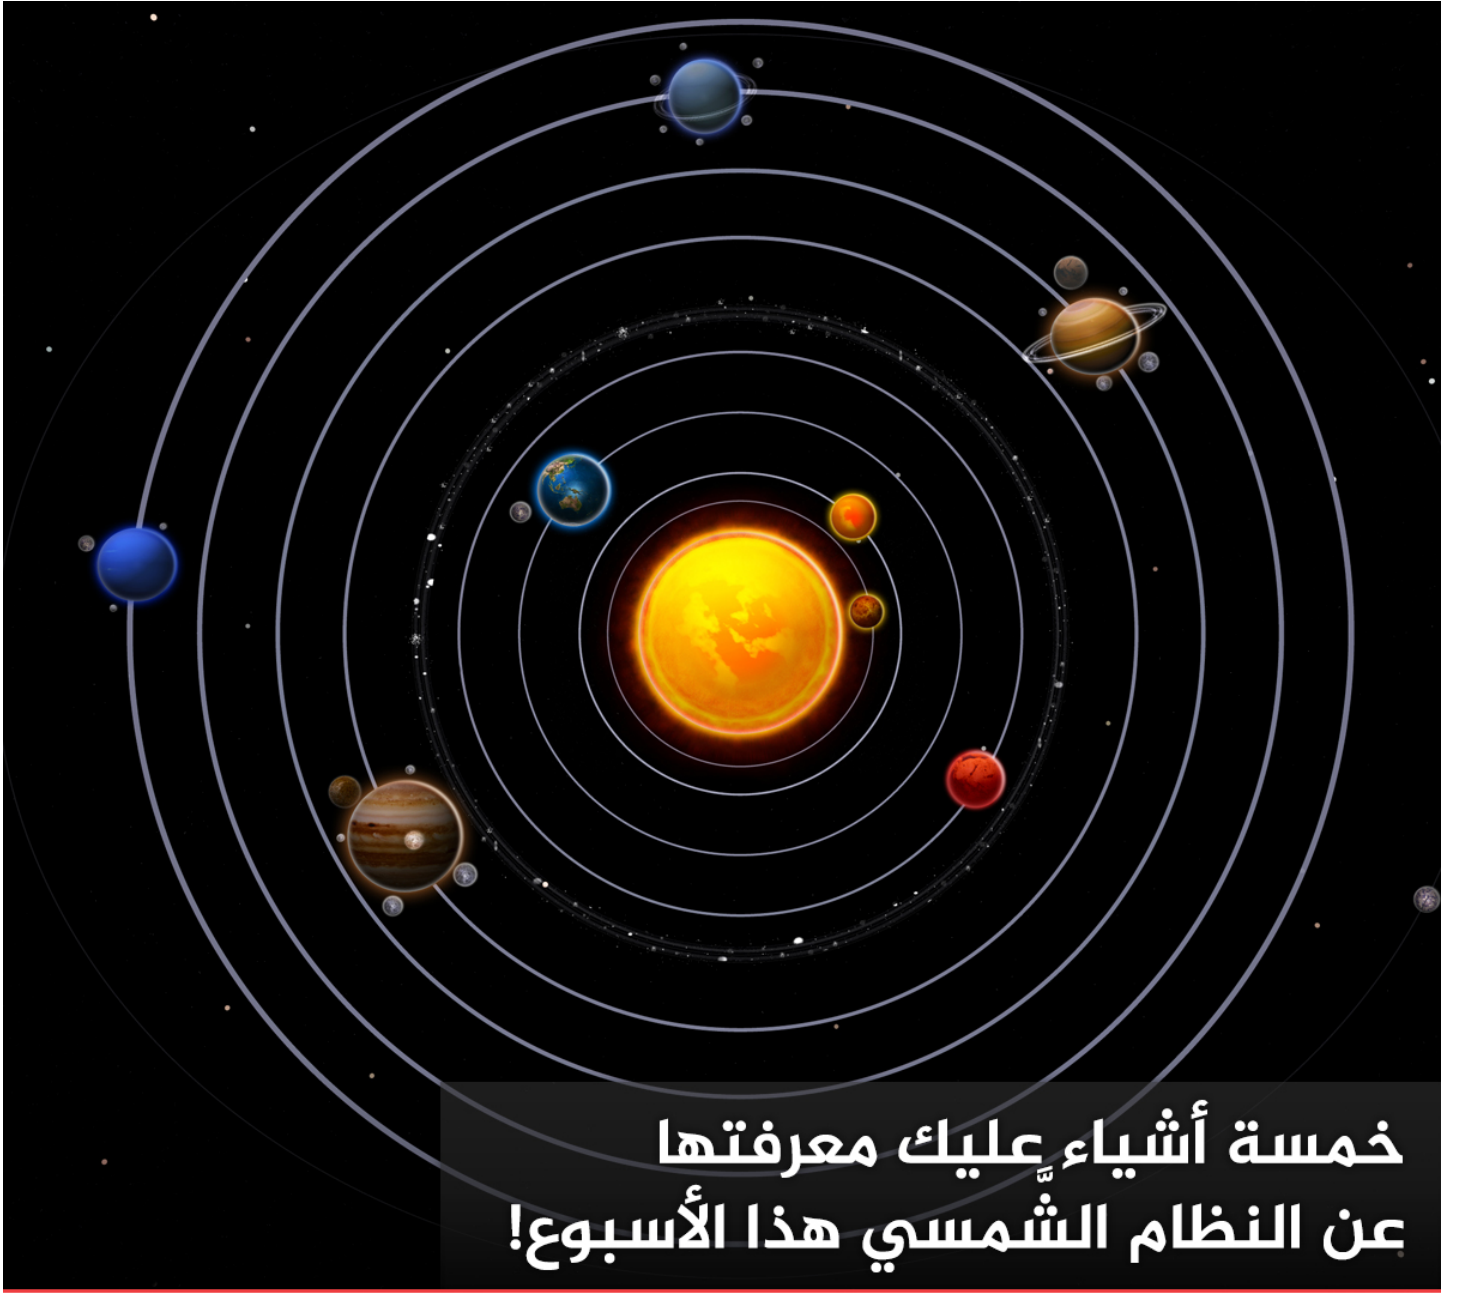 خمسة أشياءٍ عليك معرفتها
عن النظام الشَّمسي هذا الأسبوع!